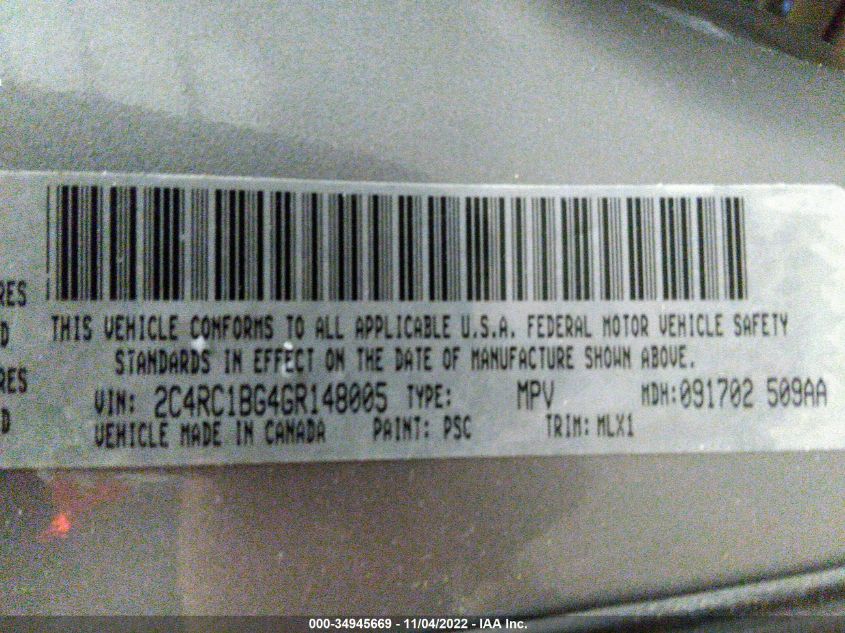 RES
D
RES
D
THIS VEHICLE CONFORMS TO ALL APPLICABLE U.S.A. FEDERAL MOTOR VEHICLE SAFETY
STANDARDS IN EFFECT ON THE DATE OF MANUFACTURE SHOWN ABOVE.
VIN: 2C4RC1BG4GR148005 TYPE: MPV MDH:091702 509AA
VEHICLE MADE IN CANADA PAINT: PSC TRIM: MLX1
000-34945669 - 11/04/2022 - IAA Inc.